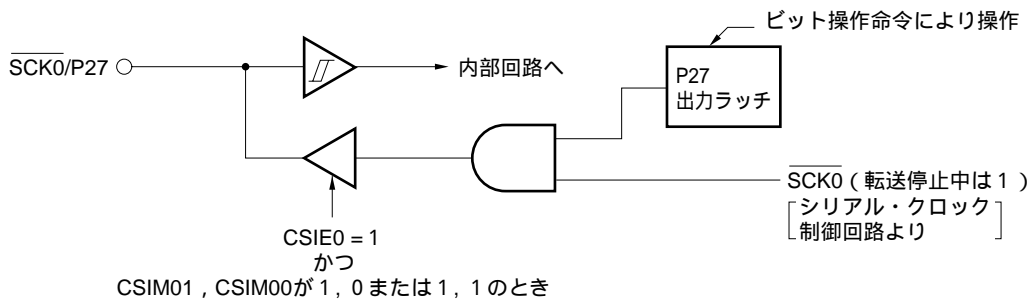 ビット操作命令により操作
SCK0/P27
内部回路へ
P27
出力ラッチ
SCK0（転送停止中は1）
シリアル・クロック
制御回路より
CSIE0 = 1
かつ
CSIM01，CSIM00が1，0または1，1のとき